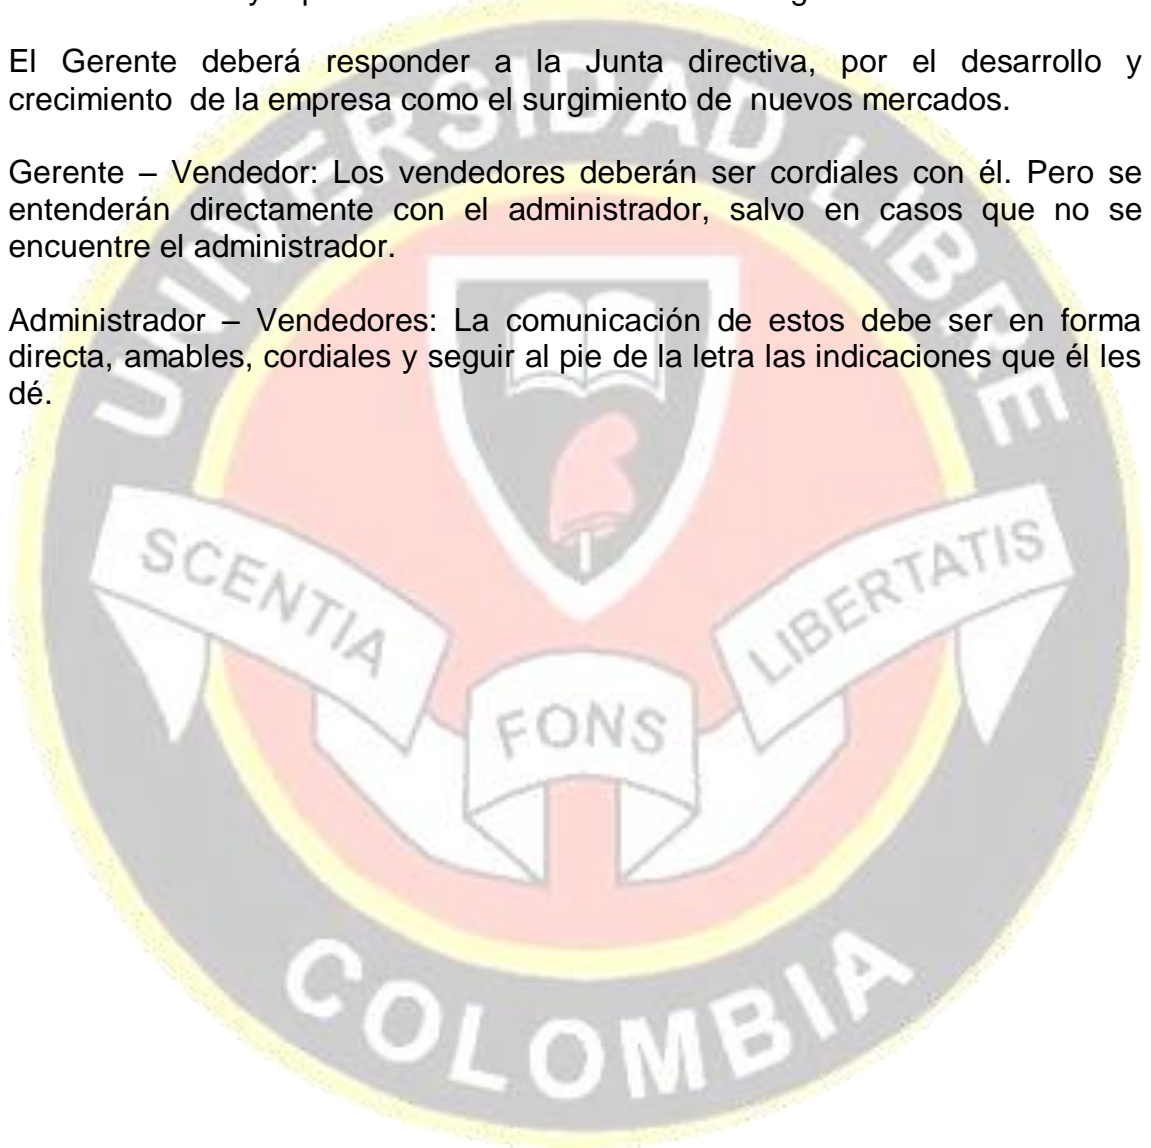 El Gerente deberá responder a la Junta directiva, por el desarrollo y
crecimiento de la empresa como el surgimiento de nuevos mercados.
Gerente – Vendedor: Los vendedores deberán ser cordiales con él. Pero se
entenderán directamente con el administrador, salvo en casos que no se
encuentre el administrador.
Administrador – Vendedores: La comunicación de estos debe ser en forma
directa, amables, cordiales y seguir al pie de la letra las indicaciones que él les
dé.
UNIVERSIDAD LIBRE
SCENTIA
FONS
LIBERTATIS
COLOMBIA